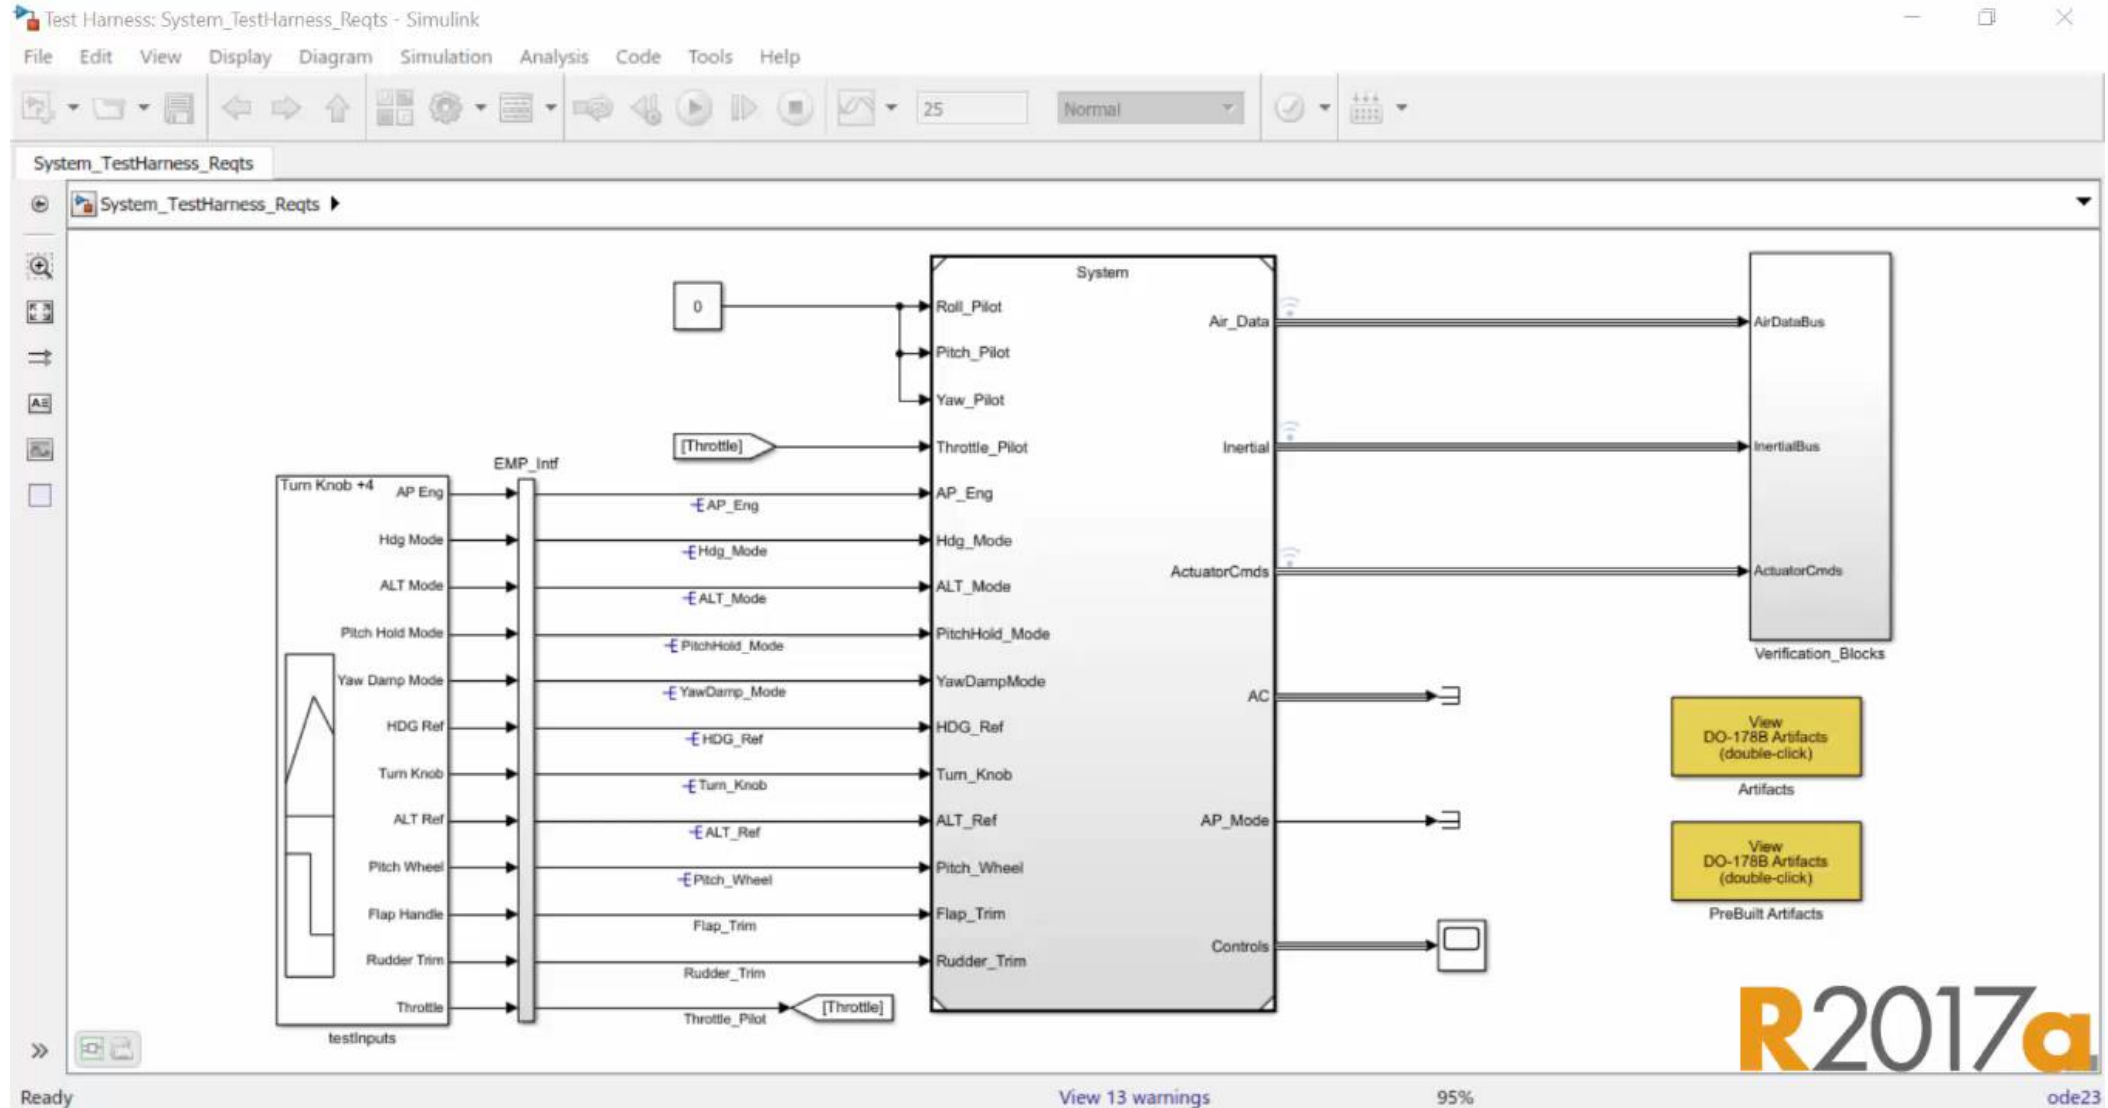 Test Harness: System_TestHarness_Reqts - Simulink
File Edit View Display Diagram Simulation Analysis Code Tools Help
25 Normal
System_TestHarness_Reqts
System_TestHarness_Reqts
System
0
Roll_Pilot
Pitch_Pilot
Yaw_Pilot
[Throttle]
Throttle_Pilot
Air_Data
AirDataBus
Inertial
InertialBus
ActuatorCmds
ActuatorCmds
Verification_Blocks
EMP_Intf
Turn Knob +4
AP Eng
AP_Eng
AP_Eng
Hdg Mode
Hdg_Mode
Hdg_Mode
ALT Mode
ALT_Mode
ALT_Mode
Pitch Hold Mode
PitchHold_Mode
PitchHold_Mode
Yaw Damp Mode
YawDamp_Mode
YawDampMode
HDG Ref
HDG_Ref
HDG_Ref
Turn Knob
Turn_Knob
Turn_Knob
ALT Ref
ALT_Ref
ALT_Ref
Pitch Wheel
Pitch_Wheel
Pitch_Wheel
Flap Handle
Flap_Trim
Flap_Trim
Rudder Trim
Rudder_Trim
Rudder_Trim
Throttle
Throttle_Pilot
[Throttle]
testInputs
AC
AP_Mode
Controls
View
DO-178B Artifacts
(double-click)
Artifacts
View
DO-178B Artifacts
(double-click)
PreBuilt Artifacts
R2017a
Ready
View 13 warnings
95%
ode23